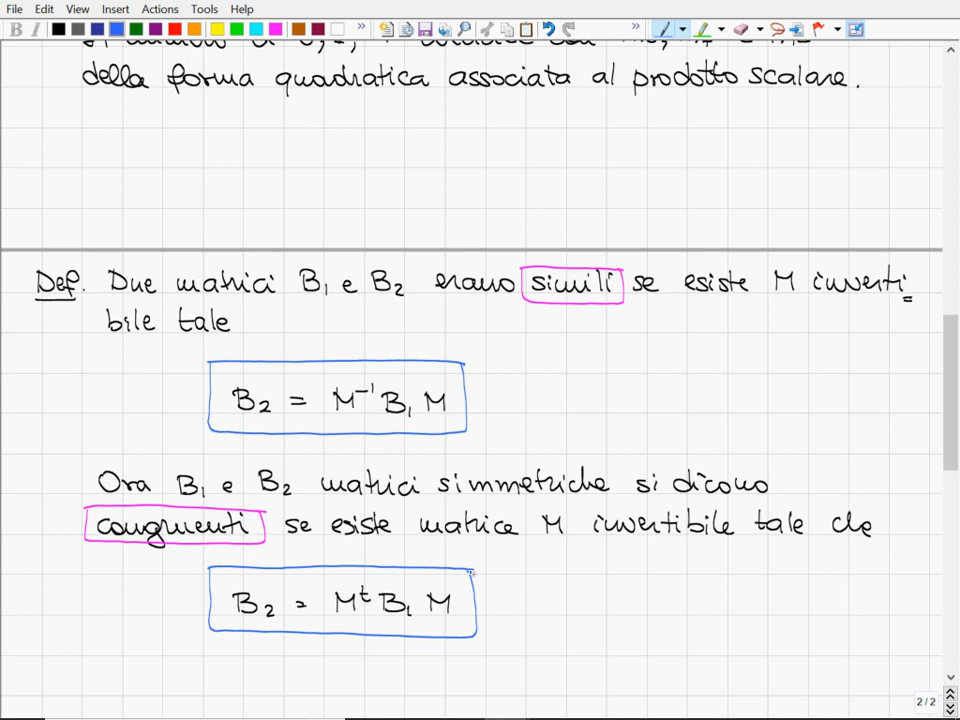 File Edit View Insert Actions Tools Help
B I » »
della forma quadratica associata al prodotto scalare.
Def. Due matrici B₁ e B₂ erano simili se esiste M inverti=
bile tale
B₂ = M⁻¹ B₁ M
Ora B₁ e B₂ matrici simmetriche si dicono
congruenti se esiste matrice M invertibile tale che
B₂ = Mᵗ B₁ M
2 / 2